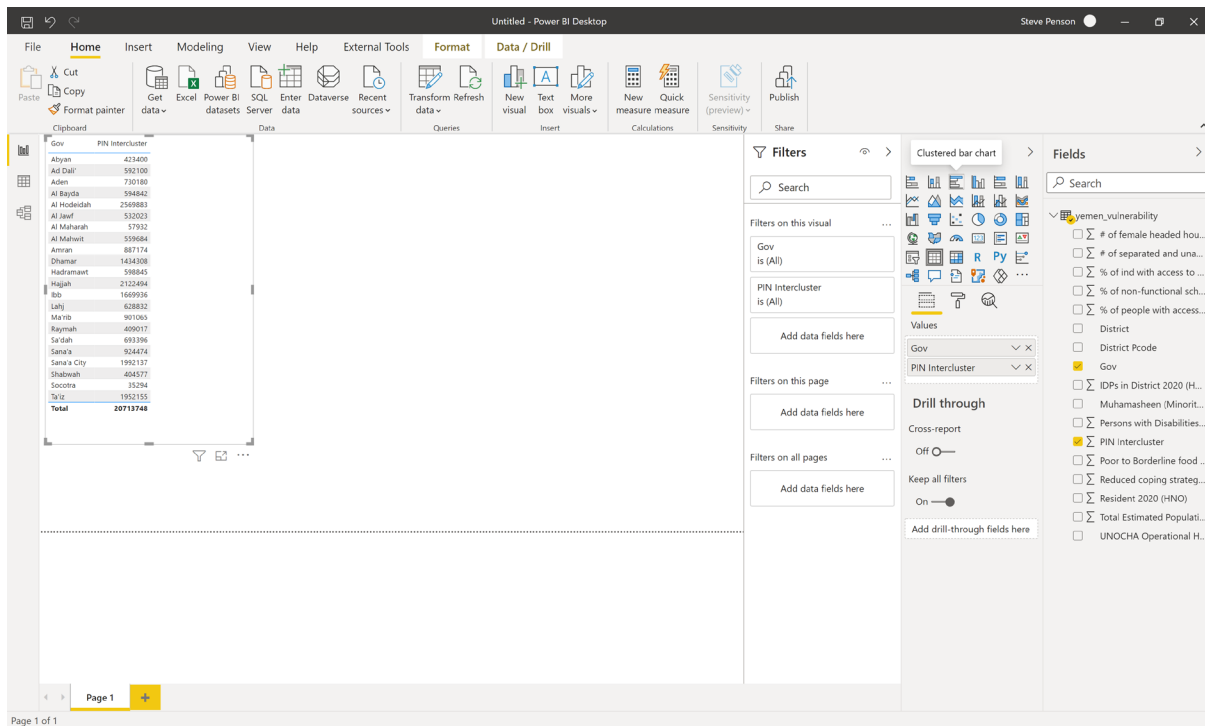 Untitled - Power BI Desktop
Steve Penson
File Home Insert Modeling View Help External Tools Format Data / Drill
Paste
Cut
Copy
Format painter
Clipboard
Get data
Excel
Power BI datasets
SQL Server
Enter data
Dataverse
Recent sources
Data
Transform data
Refresh
Queries
New visual
Text box
More visuals
Insert
New measure
Quick measure
Calculations
Sensitivity (preview)
Sensitivity
Publish
Share
Gov PIN Intercluster
Abyan 423400
Ad Dali' 592100
Aden 730180
Al Bayda 594842
Al Hodeidah 2569883
Al Jawf 532023
Al Maharah 57932
Al Mahwit 559684
Amran 887174
Dhamar 1434308
Hadramawt 598845
Hajjah 2122494
Ibb 1669936
Lahj 628832
Ma'rib 901065
Raymah 409017
Sa'dah 693396
Sana'a 924474
Sana'a City 1992137
Shabwah 404577
Socotra 35294
Ta'iz 1952155
Total 20713748
Filters
Search
Filters on this visual ...
Gov
is (All)
PIN Intercluster
is (All)
Add data fields here
Filters on this page ...
Add data fields here
Filters on all pages ...
Add data fields here
Clustered bar chart
R Py
Values
Gov
PIN Intercluster
Drill through
Cross-report
Off
Keep all filters
On
Add drill-through fields here
Fields
Search
yemen_vulnerability
# of female headed hou...
# of separated and una...
% of ind with access to ...
% of non-functional sch...
% of people with access...
District
District Pcode
Gov
IDPs in District 2020 (H...
Muhamasheen (Minorit...
Persons with Disabilities...
PIN Intercluster
Poor to Borderline food ...
Reduced coping strateg...
Resident 2020 (HNO)
Total Estimated Populati...
UNOCHA Operational H...
Page 1
Page 1 of 1